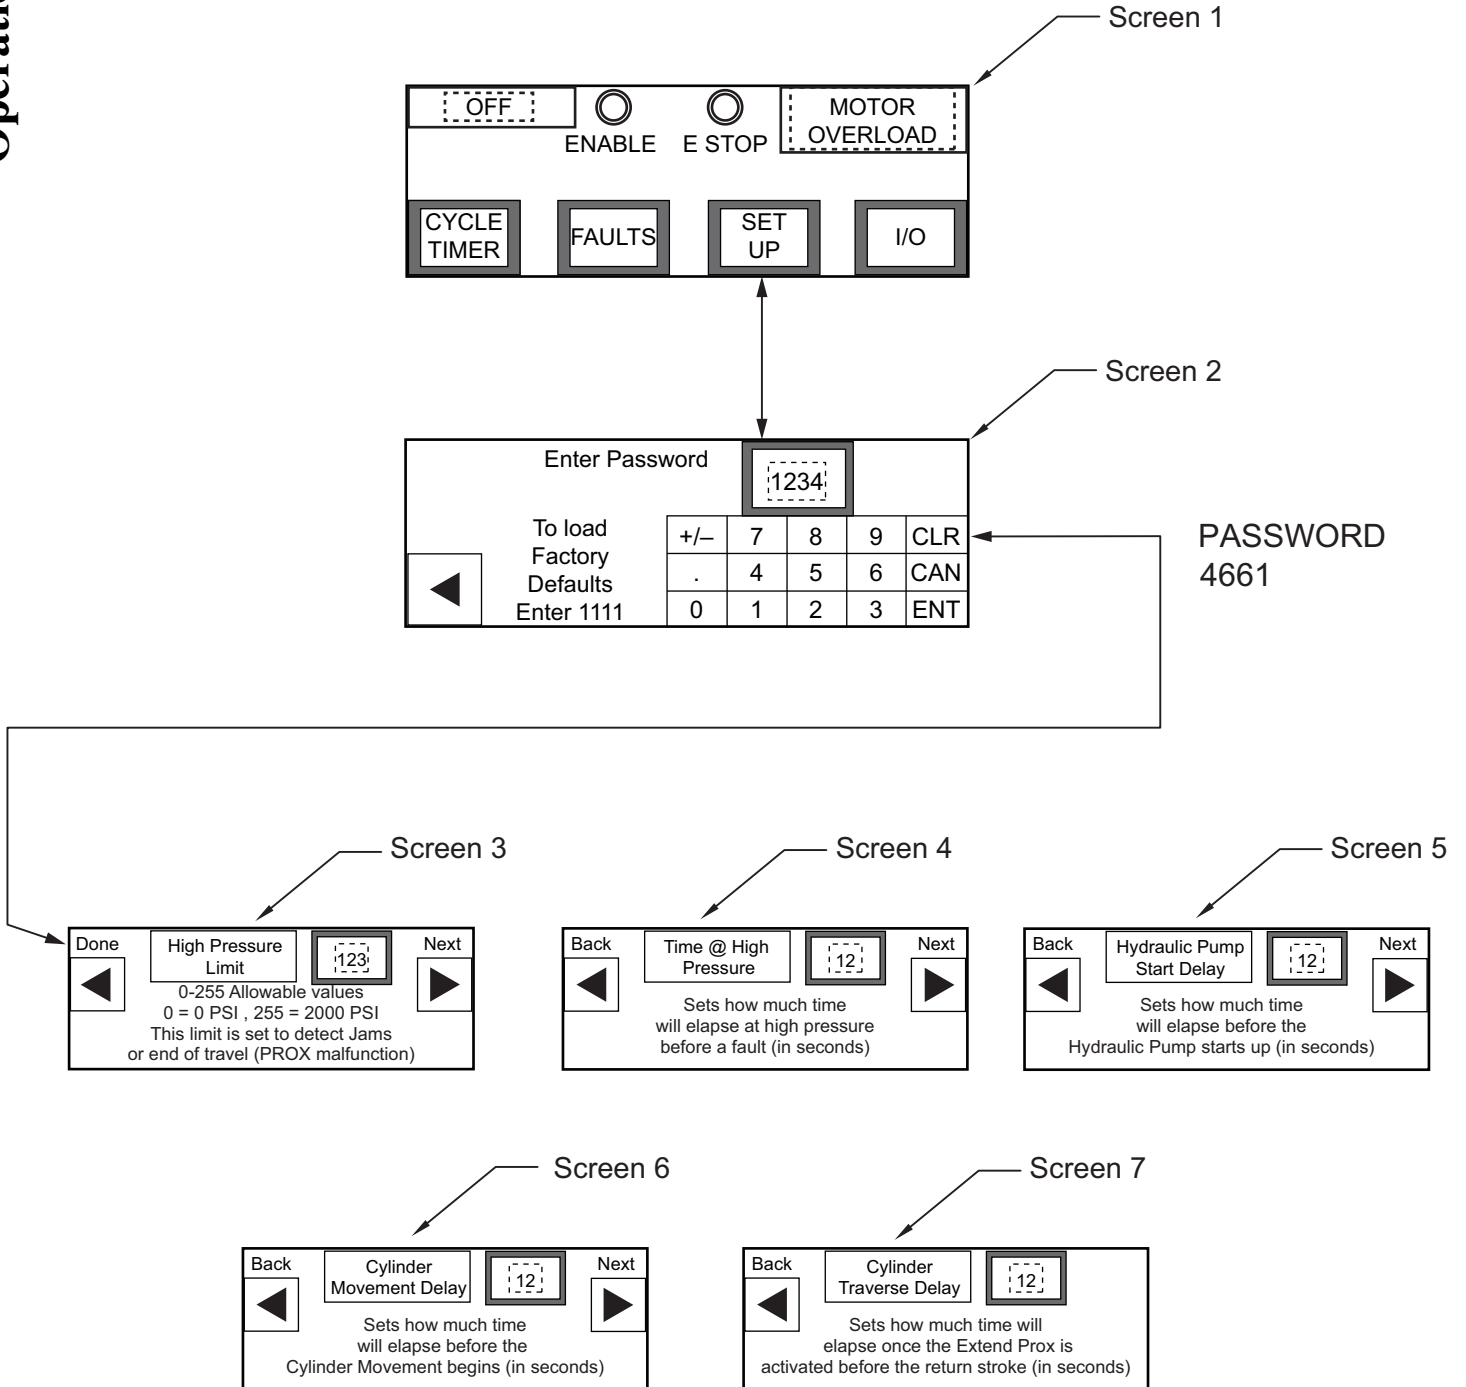 Screen 1
OFF
ENABLE
E STOP
MOTOR
OVERLOAD
CYCLE
TIMER
FAULTS
SET
UP
I/O
Screen 2
Enter Password
1234
To load
Factory
Defaults
Enter 1111
+/– 7 8 9 CLR
. 4 5 6 CAN
0 1 2 3 ENT
PASSWORD
4661
Screen 3
Done
High Pressure
Limit
123
Next
0-255 Allowable values
0 = 0 PSI , 255 = 2000 PSI
This limit is set to detect Jams
or end of travel (PROX malfunction)
Screen 4
Back
Time @ High
Pressure
12
Next
Sets how much time
will elapse at high pressure
before a fault (in seconds)
Screen 5
Back
Hydraulic Pump
Start Delay
12
Next
Sets how much time
will elapse before the
Hydraulic Pump starts up (in seconds)
Screen 6
Back
Cylinder
Movement Delay
12
Next
Sets how much time
will elapse before the
Cylinder Movement begins (in seconds)
Screen 7
Back
Cylinder
Traverse Delay
12
Sets how much time will
elapse once the Extend Prox is
activated before the return stroke (in seconds)